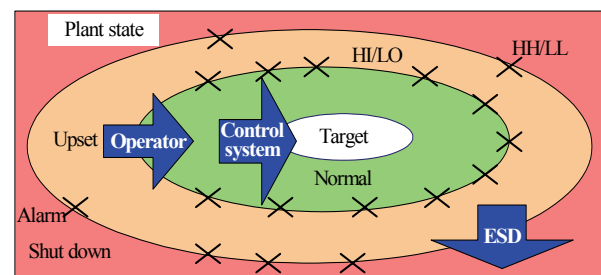 Plant state
HI/LO
HH/LL
Upset
Operator
Control
system
Target
Normal
Alarm
Shut down
ESD